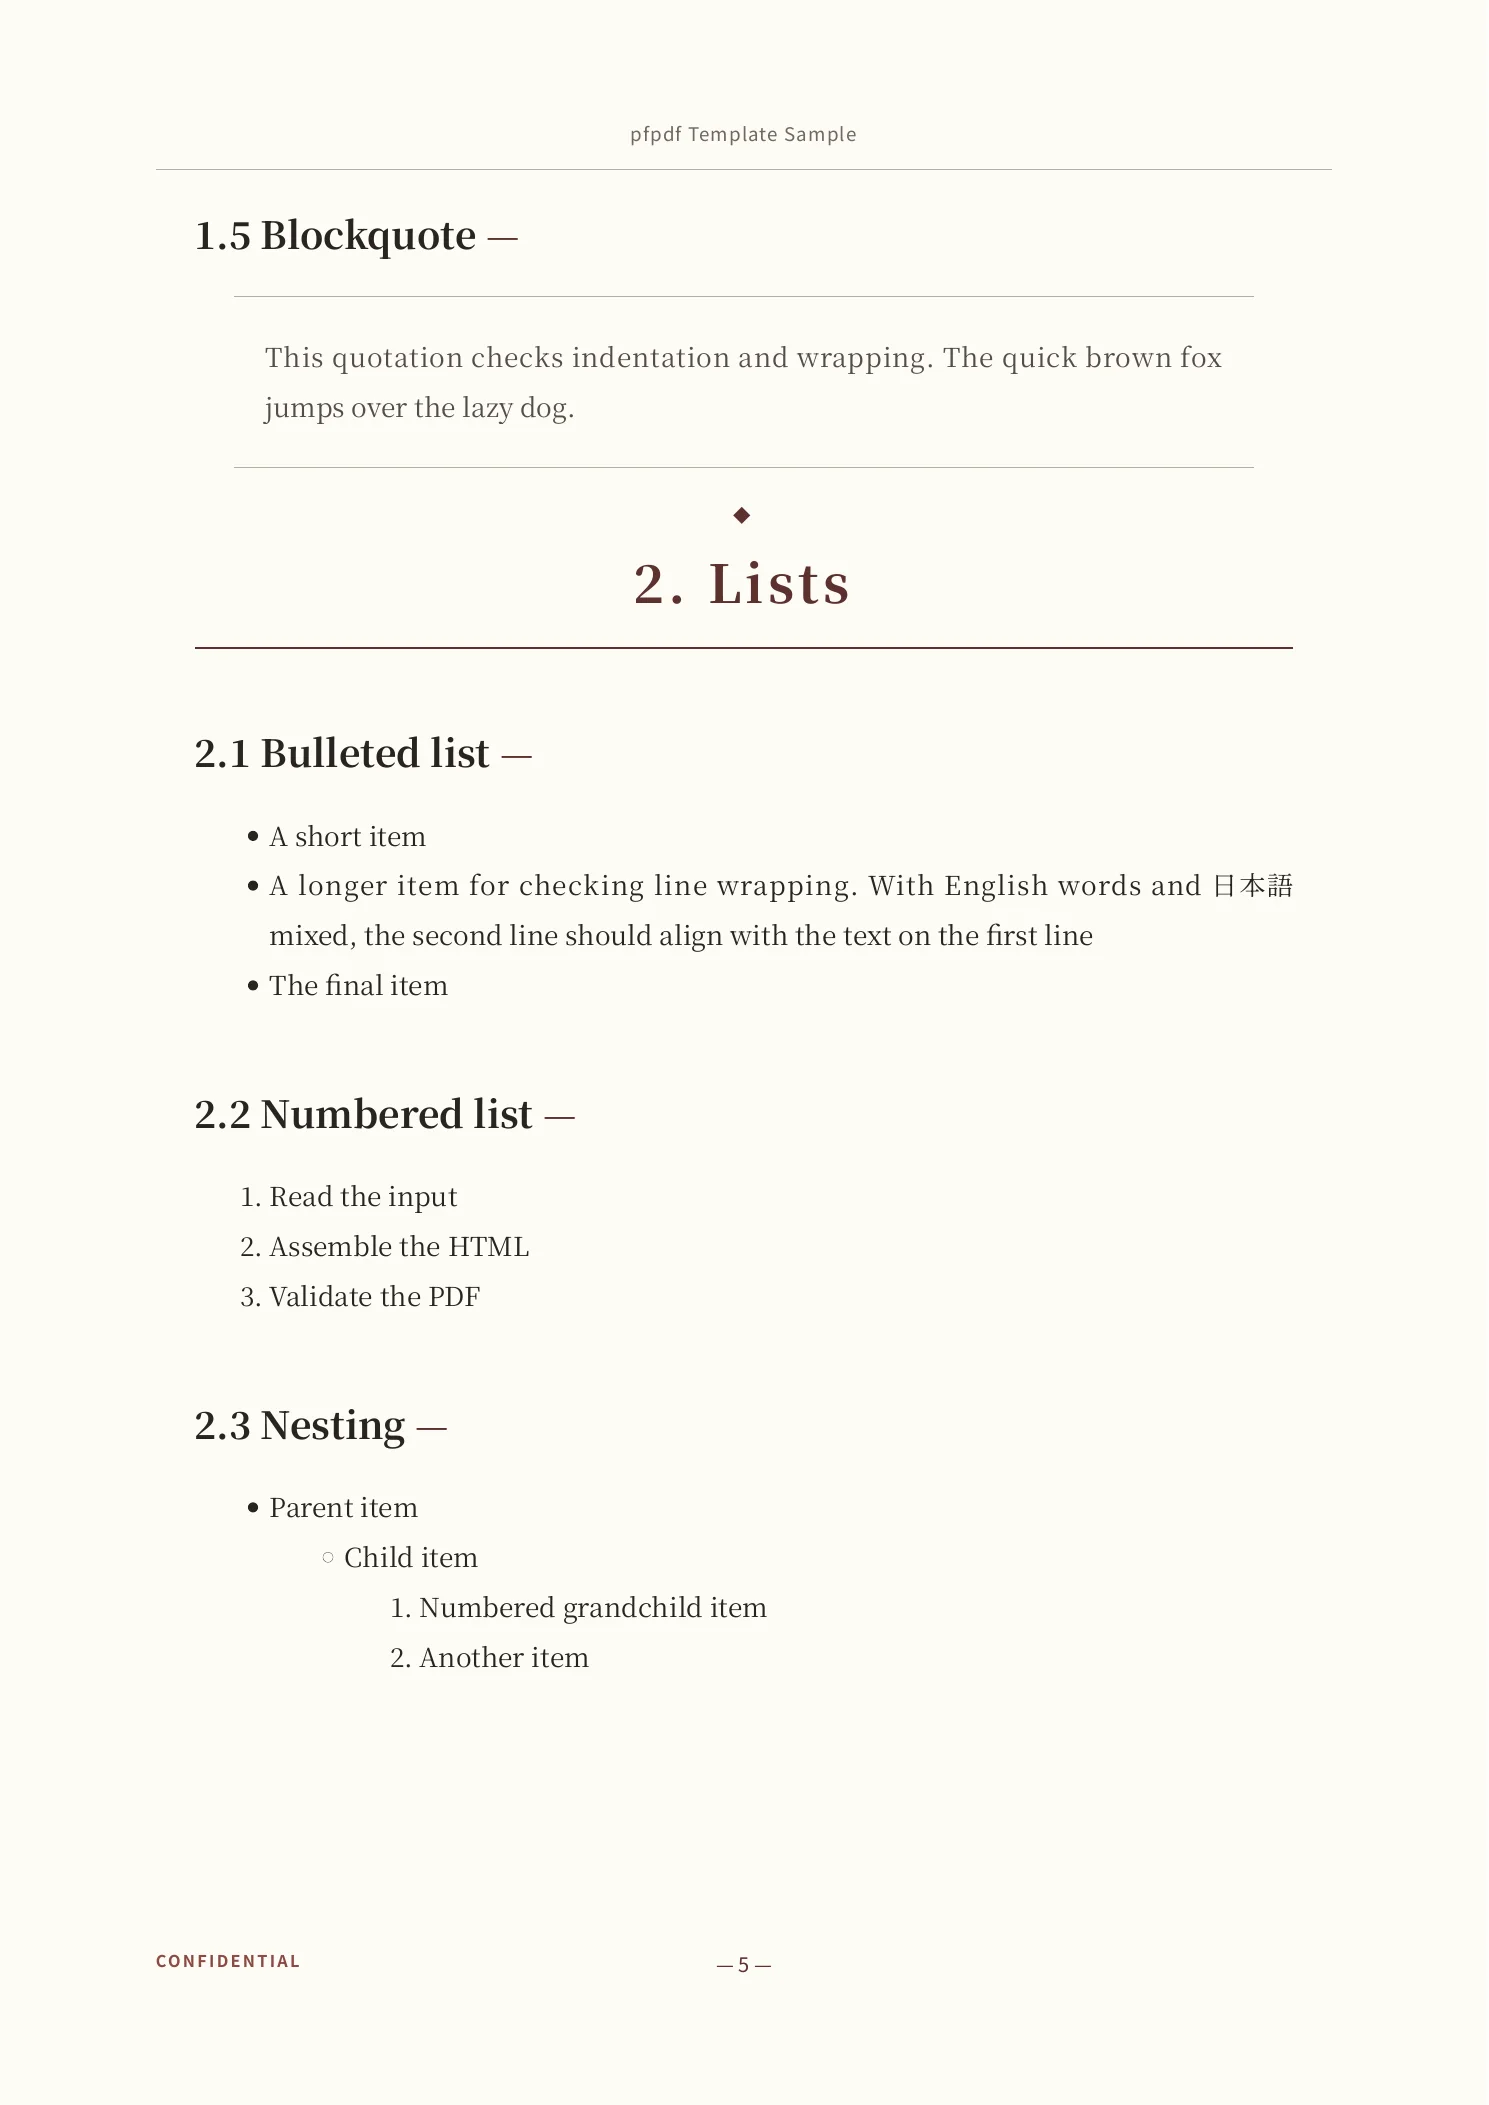 pfpdf Template Sample
1.5 Blockquote —
This quotation checks indentation and wrapping. The quick brown fox
jumps over the lazy dog.
◆
2. Lists
2.1 Bulleted list —
• A short item
• A longer item for checking line wrapping. With English words and 日本語
mixed, the second line should align with the text on the first line
• The final item
2.2 Numbered list —
1. Read the input
2. Assemble the HTML
3. Validate the PDF
2.3 Nesting —
• Parent item
○ Child item
1. Numbered grandchild item
2. Another item
CONFIDENTIAL
— 5 —